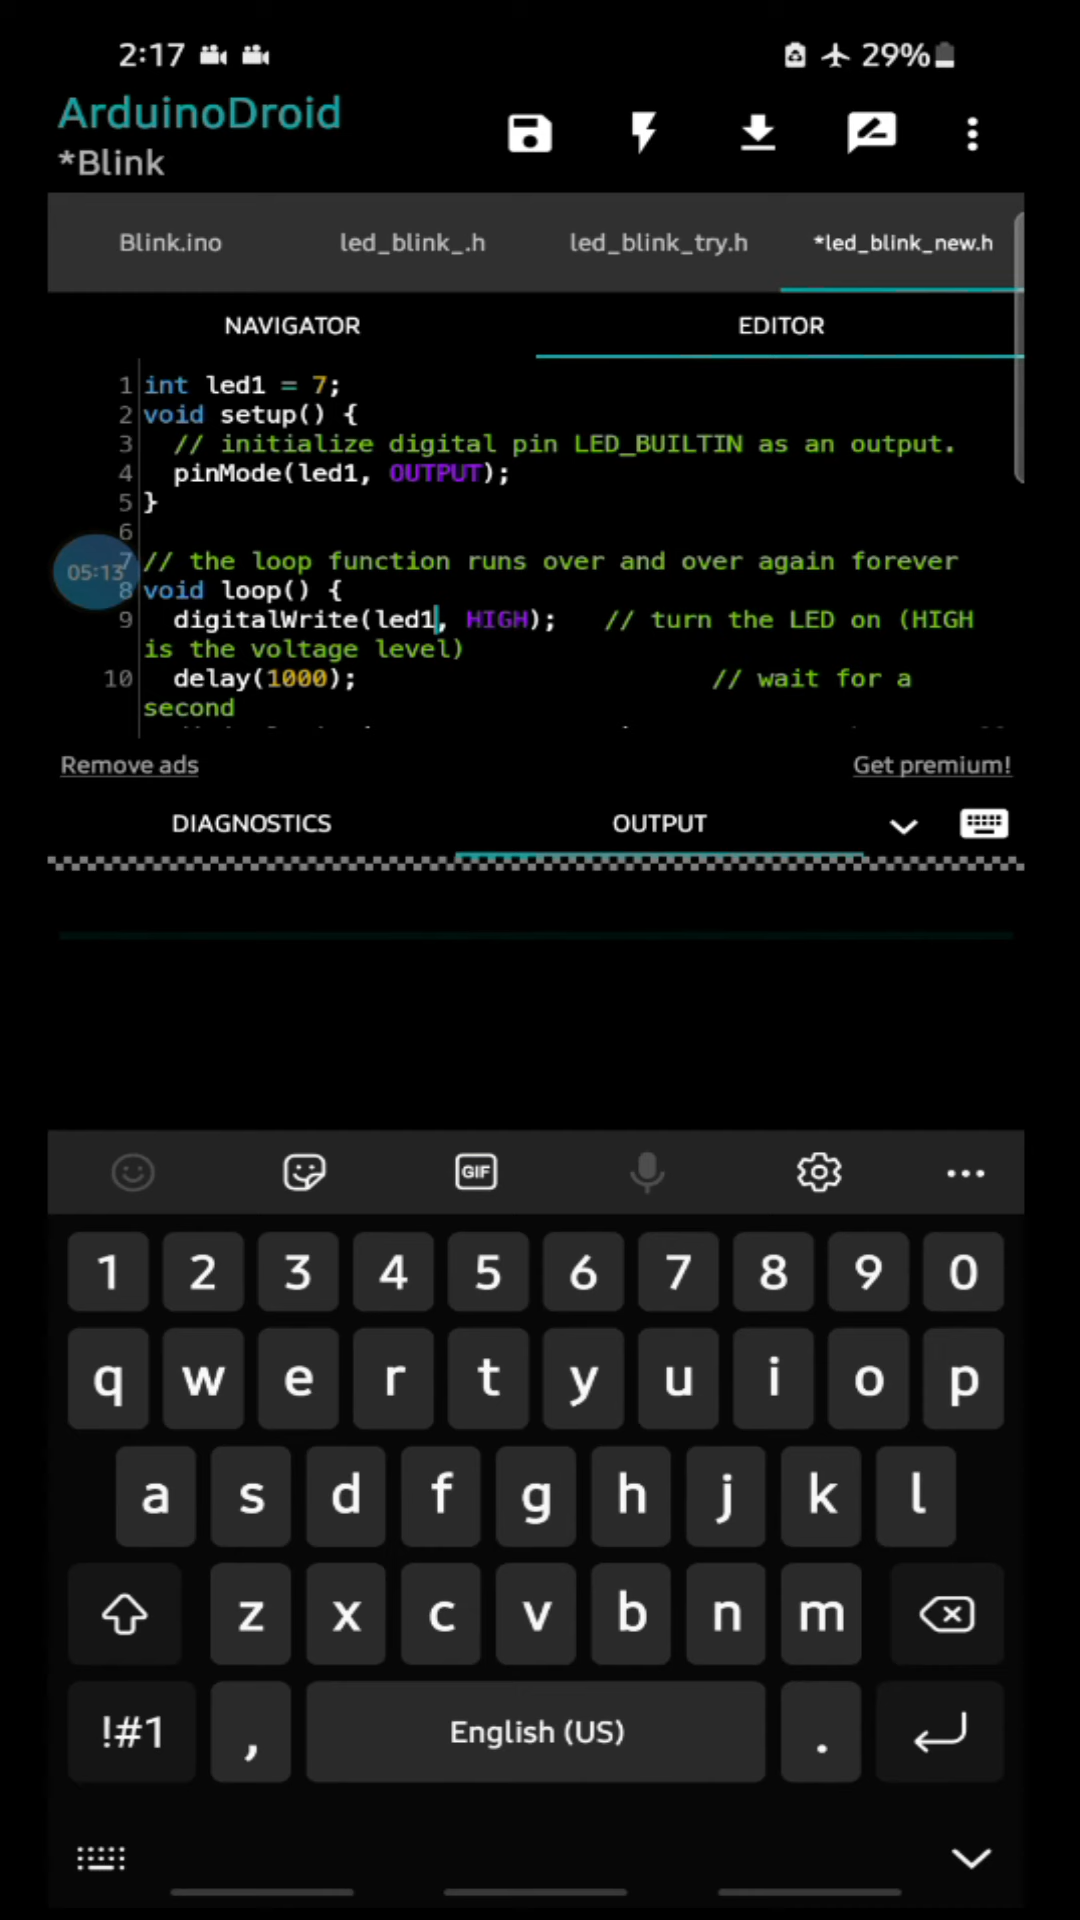 2:17 29%
ArduinoDroid
*Blink
Blink.ino led_blink_.h led_blink_try.h *led_blink_new.h
NAVIGATOR EDITOR
1 int led1 = 7;
2 void setup() {
3 // initialize digital pin LED_BUILTIN as an output.
4 pinMode(led1, OUTPUT);
5 }
6
7 // the loop function runs over and over again forever
05:13
8 void loop() {
9 digitalWrite(led1, HIGH); // turn the LED on (HIGH
is the voltage level)
10 delay(1000); // wait for a
second
Remove ads Get premium!
DIAGNOSTICS OUTPUT
GIF
1 2 3 4 5 6 7 8 9 0
q w e r t y u i o p
a s d f g h j k l
z x c v b n m
!#1 , English (US) .